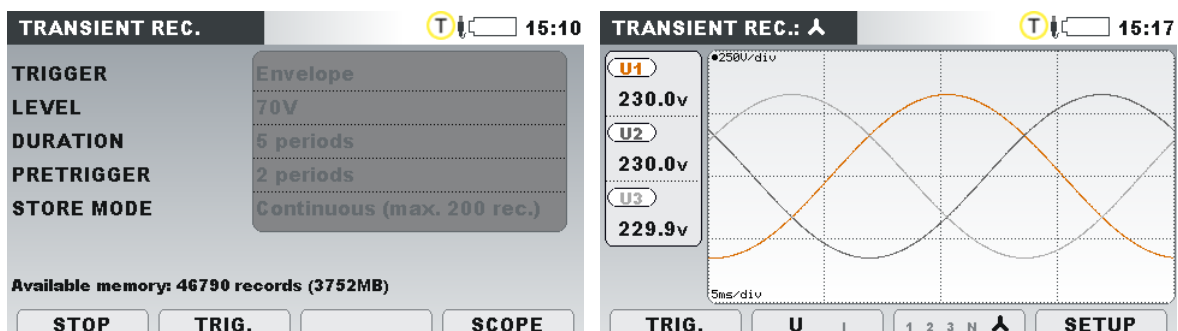 TRANSIENT REC.
T 15:10
TRIGGER Envelope
LEVEL 70V
DURATION 5 periods
PRETRIGGER 2 periods
STORE MODE Continuous (max. 200 rec.)
Available memory: 46790 records (3752MB)
STOP TRIG. SCOPE
TRANSIENT REC.:
T 15:17
U1
230.0v
U2
230.0v
U3
229.9v
250V/div
5ms/div
TRIG. U I 1 2 3 N SETUP